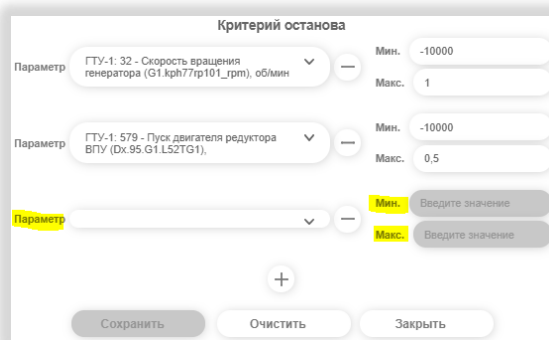 Критерий останова
Мин. -10000
Параметр ГТУ-1: 32 - Скорость вращения
генератора (G1.kph77rp101_rpm), об/мин
Макс. 1
Мин. -10000
Параметр ГТУ-1: 579 - Пуск двигателя редуктора
ВПУ (Dx.95.G1.L52TG1),
Макс. 0,5
Мин. Введите значение
Параметр
Макс. Введите значение
Сохранить Очистить Закрыть